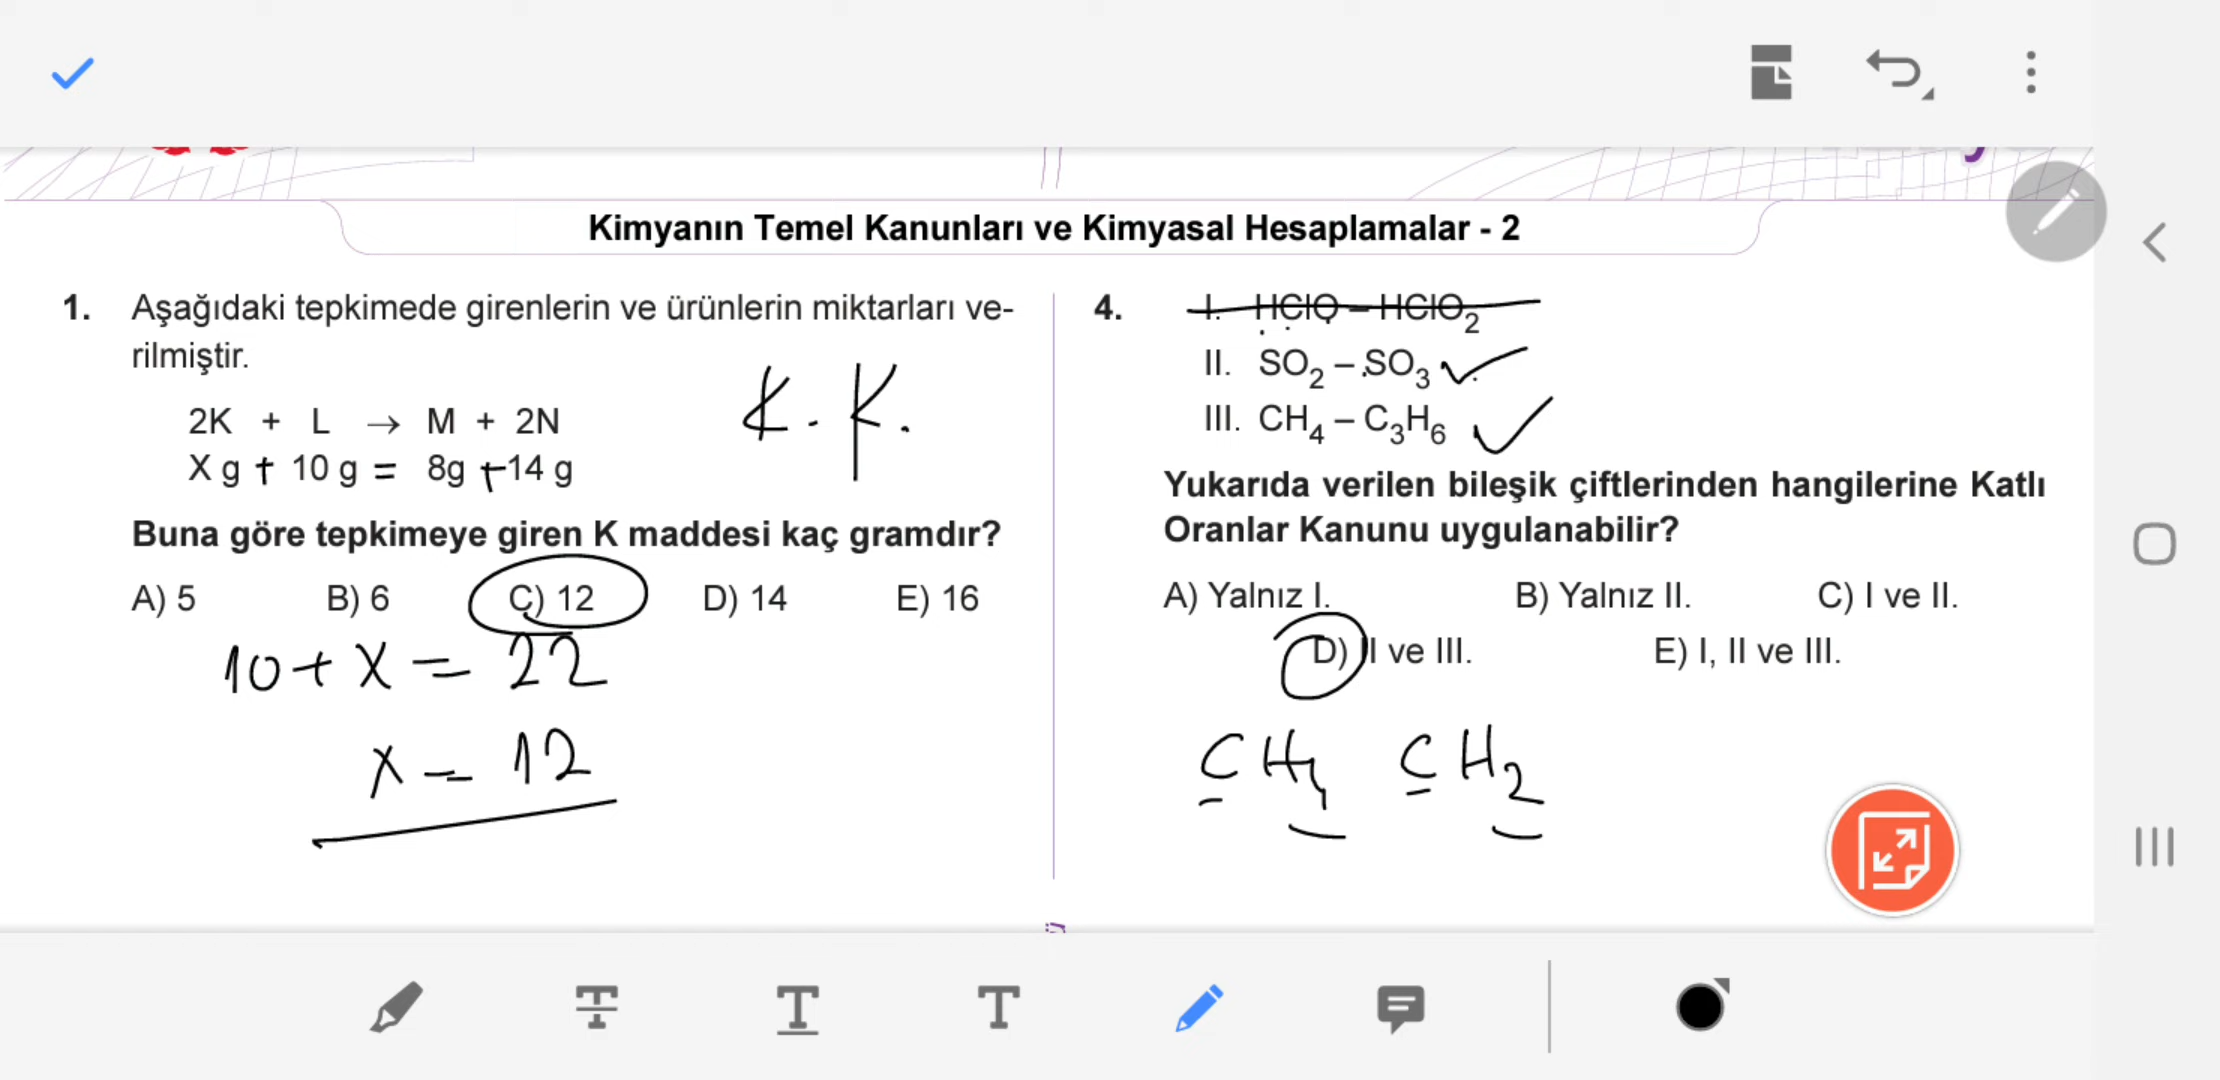 Kimyanın Temel Kanunları ve Kimyasal Hesaplamalar - 2
1. Aşağıdaki tepkimede girenlerin ve ürünlerin miktarları ve-
rilmiştir.
K.K.
2K + L → M + 2N
X g + 10 g = 8g + 14 g
Buna göre tepkimeye giren K maddesi kaç gramdır?
A) 5 B) 6 C) 12 D) 14 E) 16
10 + x = 22
x = 12
4. I. HClO – HClO₂
II. SO₂ – SO₃ ✓
III. CH₄ – C₃H₆ ✓
Yukarıda verilen bileşik çiftlerinden hangilerine Katlı
Oranlar Kanunu uygulanabilir?
A) Yalnız I. B) Yalnız II. C) I ve II.
D) II ve III. E) I, II ve III.
CH₄ CH₂